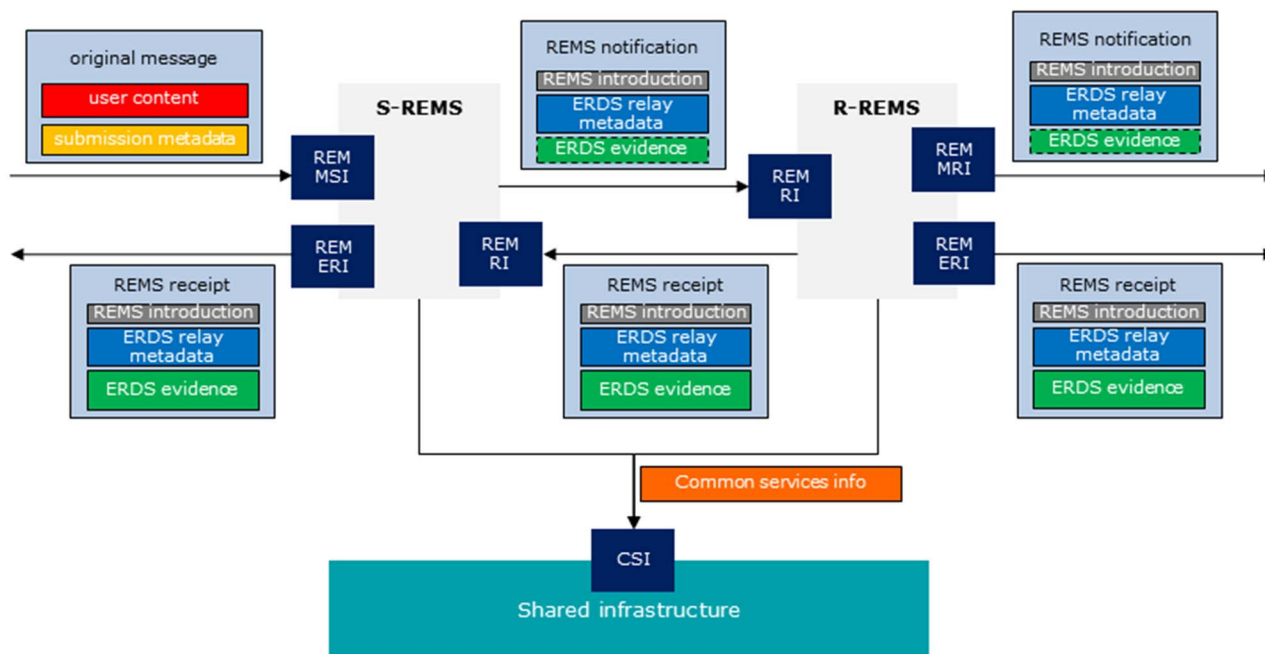 original message
user content
submission metadata
S-REMS
REM
MSI
REM
ERI
REM
RI
REMS notification
REMS introduction
ERDS relay
metadata
ERDS evidence
R-REMS
REM
RI
REM
MRI
REM
ERI
REMS notification
REMS introduction
ERDS relay
metadata
ERDS evidence
REMS receipt
REMS introduction
ERDS relay
metadata
ERDS evidence
REMS receipt
REMS introduction
ERDS relay
metadata
ERDS evidence
REMS receipt
REMS introduction
ERDS relay
metadata
ERDS evidence
Common services info
CSI
Shared infrastructure